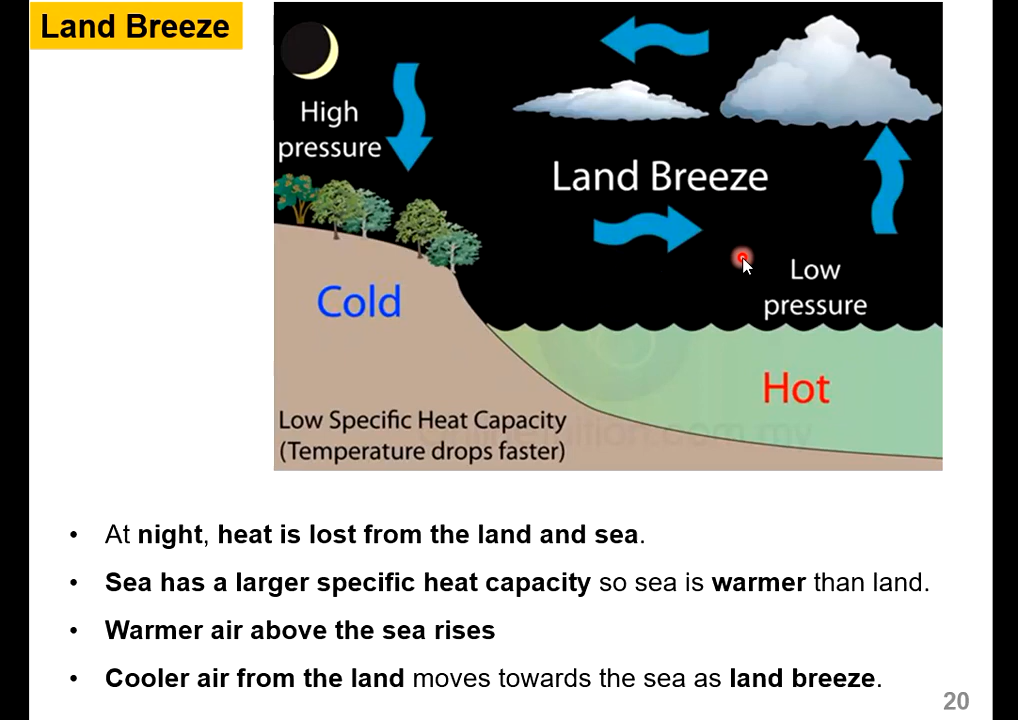 Land Breeze
High
pressure
Land Breeze
Low
pressure
Cold
Hot
Low Specific Heat Capacity
(Temperature drops faster)
• At night, heat is lost from the land and sea.
• Sea has a larger specific heat capacity so sea is warmer than land.
• Warmer air above the sea rises
• Cooler air from the land moves towards the sea as land breeze.
20